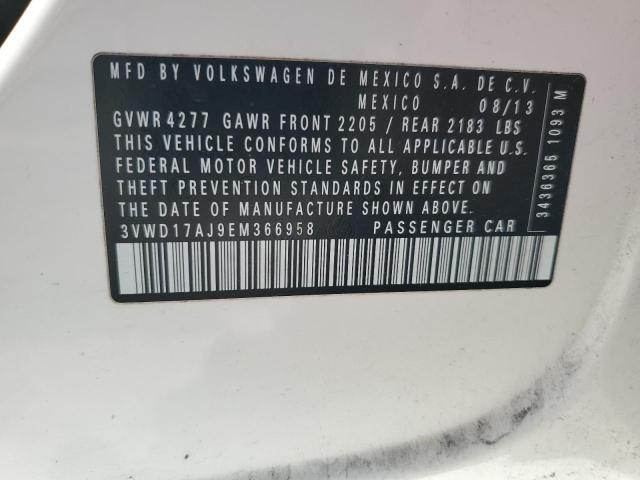 MFD BY VOLKSWAGEN DE MEXICO S.A. DE C.V.
MEXICO 08/13
GVWR 4277 GAWR FRONT 2205 / REAR 2183 LBS
THIS VEHICLE CONFORMS TO ALL APPLICABLE U.S.
FEDERAL MOTOR VEHICLE SAFETY, BUMPER AND
THEFT PREVENTION STANDARDS IN EFFECT ON
THE DATE OF MANUFACTURE SHOWN ABOVE.
3VWD17AJ9EM366958 PASSENGER CAR
3436365 1093 M